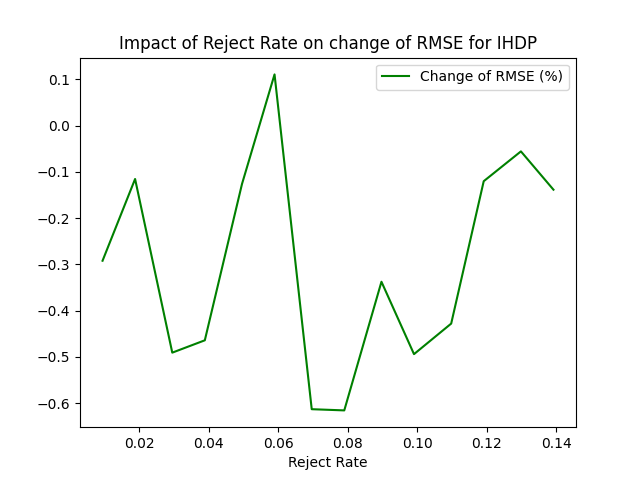 Impact of Reject Rate on change of RMSE for IHDP
Change of RMSE (%)
0.1
0.0
−0.1
−0.2
−0.3
−0.4
−0.5
−0.6
0.02 0.04 0.06 0.08 0.10 0.12 0.14
Reject Rate